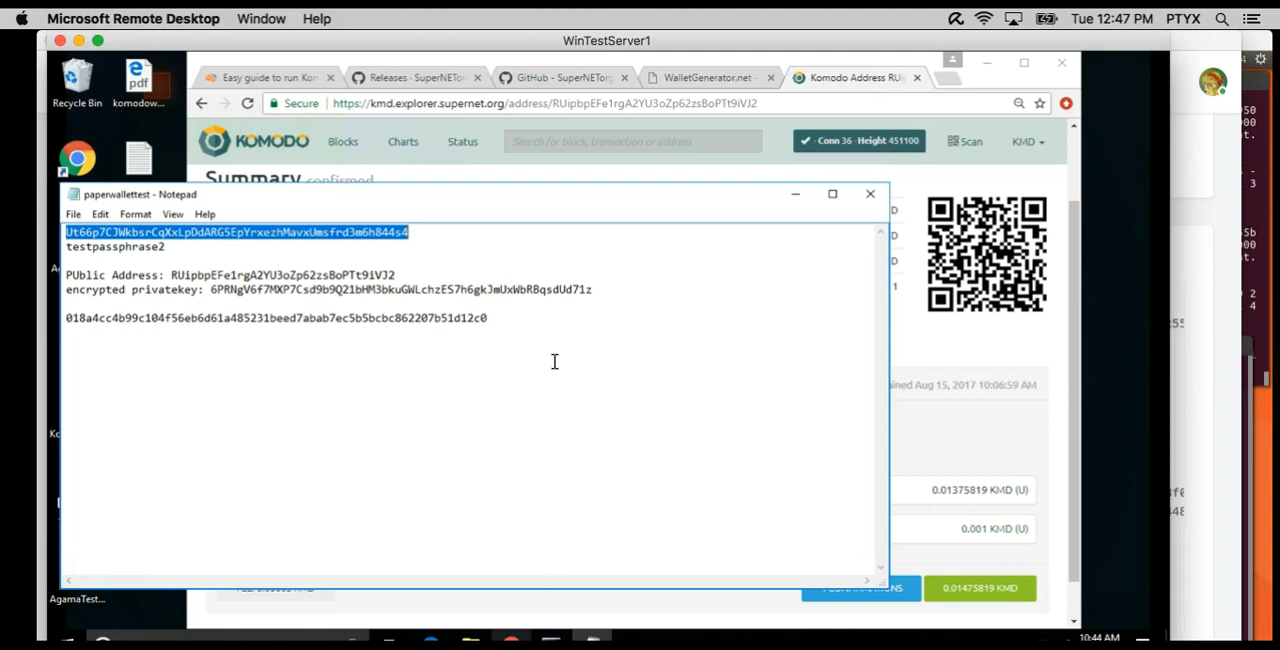 Microsoft Remote Desktop Window Help Tue 12:47 PM PTYX
WinTestServer1
Easy guide to run Kom Releases - SuperNETor GitHub - SuperNETorg WalletGenerator.net - Komodo Address RUi
Secure https://kmd.explorer.supernet.org/address/RUipbpEFe1rgA2YU3oZp62zsBoPTt9iVJ2
Recycle Bin komodow...
KOMODO Blocks Charts Status Search for block, transaction or address · Conn 36 · Height 451100 Scan KMD
Summary confirmed
paperwallettest - Notepad
File Edit Format View Help
Ut66p7CJWkbsrCqXxLpDdARG5EpYrxezhMavxUmsfrd3m6h844s4
testpassphrase2
PUblic Address: RUipbpEFe1rgA2YU3oZp62zsBoPTt9iVJ2
encrypted privatekey: 6PRNgV6f7MXP7Csd9b9Q21bHM3bkuGWLchzES7h6gkJmUxWbRBqsdUd71z
018a4cc4b99c104f56eb6d61a485231beed7abab7ec5b5bcbc862207b51d12c0
ined Aug 15, 2017 10:06:59 AM
0.01375819 KMD (U)
0.001 KMD (U)
0.01475819 KMD
AgamaTest...
10:44 AM